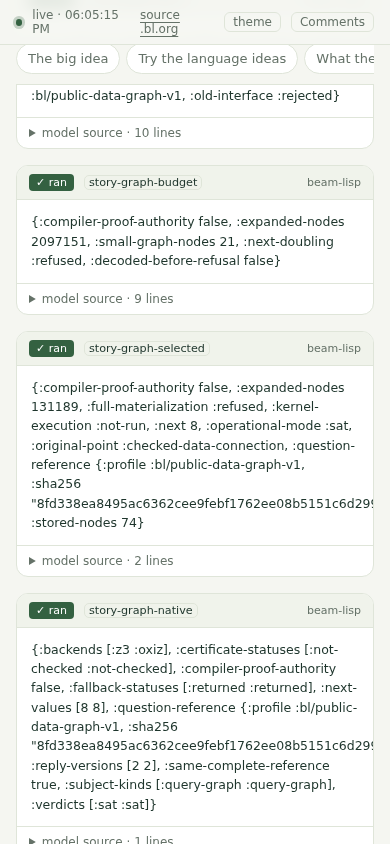 live · 06:05:15 PM
source .bl.org
theme
Comments
The big idea
Try the language ideas
What the
:bl/public-data-graph-v1, :old-interface :rejected}
▶ model source · 10 lines
✓ ran
story-graph-budget
beam-lisp
{:compiler-proof-authority false, :expanded-nodes
2097151, :small-graph-nodes 21, :next-doubling
:refused, :decoded-before-refusal false}
▶ model source · 9 lines
✓ ran
story-graph-selected
beam-lisp
{:compiler-proof-authority false, :expanded-nodes
131189, :full-materialization :refused, :kernel-
execution :not-run, :next 8, :operational-mode :sat,
:original-point :checked-data-connection, :question-
reference {:profile :bl/public-data-graph-v1,
:sha256
"8fd338ea8495ac6362cee9febf1762ee08b5151c6d299
:stored-nodes 74}
▶ model source · 2 lines
✓ ran
story-graph-native
beam-lisp
{:backends [:z3 :oxiz], :certificate-statuses [:not-
checked :not-checked], :compiler-proof-authority
false, :fallback-statuses [:returned :returned], :next-
values [8 8], :question-reference {:profile :bl/public-
data-graph-v1, :sha256
"8fd338ea8495ac6362cee9febf1762ee08b5151c6d299
:reply-versions [2 2], :same-complete-reference
true, :subject-kinds [:query-graph :query-graph],
:verdicts [:sat :sat]}
▶ model source · 1 lines